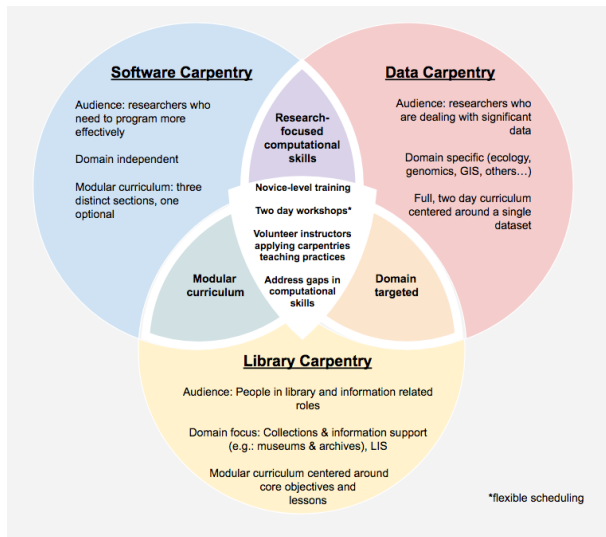 Software Carpentry
Audience: researchers who
need to program more
effectively
Domain independent
Modular curriculum: three
distinct sections, one
optional
Data Carpentry
Audience: researchers who
are dealing with significant
data
Domain specific (ecology,
genomics, GIS, others…)
Full, two day curriculum
centered around a single
dataset
Research-
focused
computational
skills
Novice-level training
Two day workshops*
Volunteer instructors
applying carpentries
teaching practices
Address gaps in
computational
skills
Modular
curriculum
Domain
targeted
Library Carpentry
Audience: People in library and information related
roles
Domain focus: Collections & information support
(e.g.: museums & archives), LIS
Modular curriculum centered around
core objectives and
lessons
*flexible scheduling